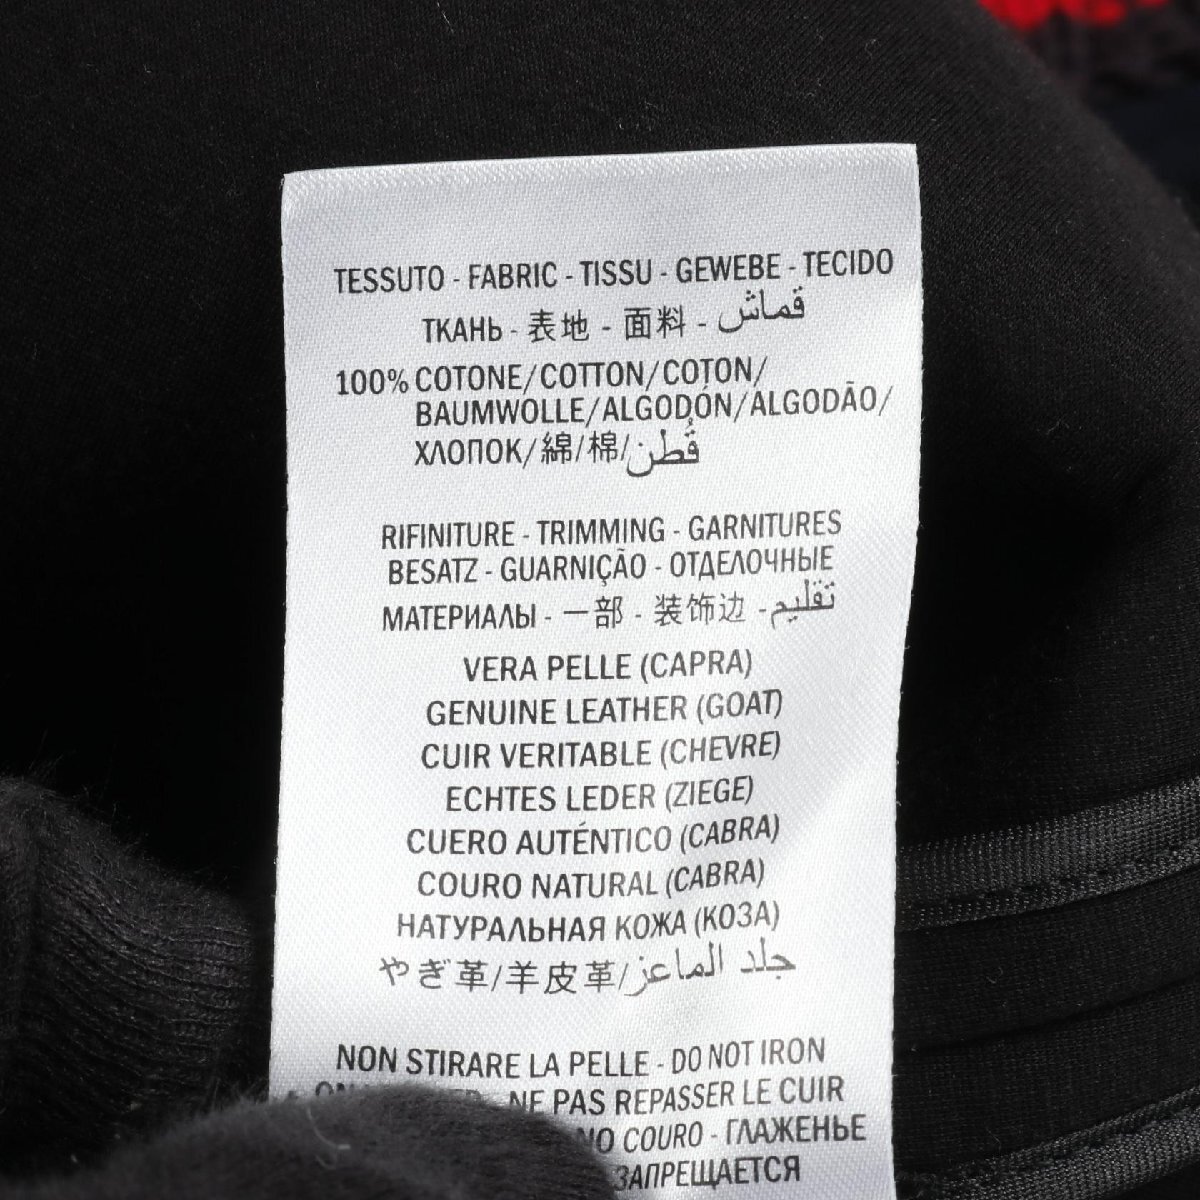 TESSUTO - FABRIC - TISSU - GEWEBE - TECIDO
ТКАНЬ - 表地 - 面料 - قماش
100% COTONE/COTTON/COTON/
BAUMWOLLE/ALGODÓN/ALGODÃO/
ХЛОПОК/綿/棉/قُطن
RIFINITURE - TRIMMING - GARNITURES
BESATZ - GUARNIÇÃO - ОТДЕЛОЧНЫЕ
МАТЕРИАЛЫ - 一部 - 装饰边 - تقليم
VERA PELLE (CAPRA)
GENUINE LEATHER (GOAT)
CUIR VERITABLE (CHEVRE)
ECHTES LEDER (ZIEGE)
CUERO AUTÉNTICO (CABRA)
COURO NATURAL (CABRA)
НАТУРАЛЬНАЯ КОЖА (КОЗА)
やぎ革/羊皮革/جلد الماعز
NON STIRARE LA PELLE - DO NOT IRON
NE PAS REPASSER LE CUIR
NO COURO - ГЛАЖЕНЬЕ
ЗАПРЕЩАЕТСЯ